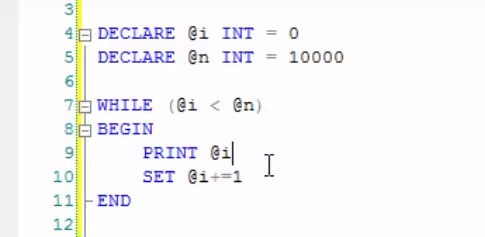 3
4 DECLARE @i INT = 0
5 DECLARE @n INT = 10000
6
7 WHILE (@i < @n)
8 BEGIN
9 PRINT @i
10 SET @i+=1
11 END
12